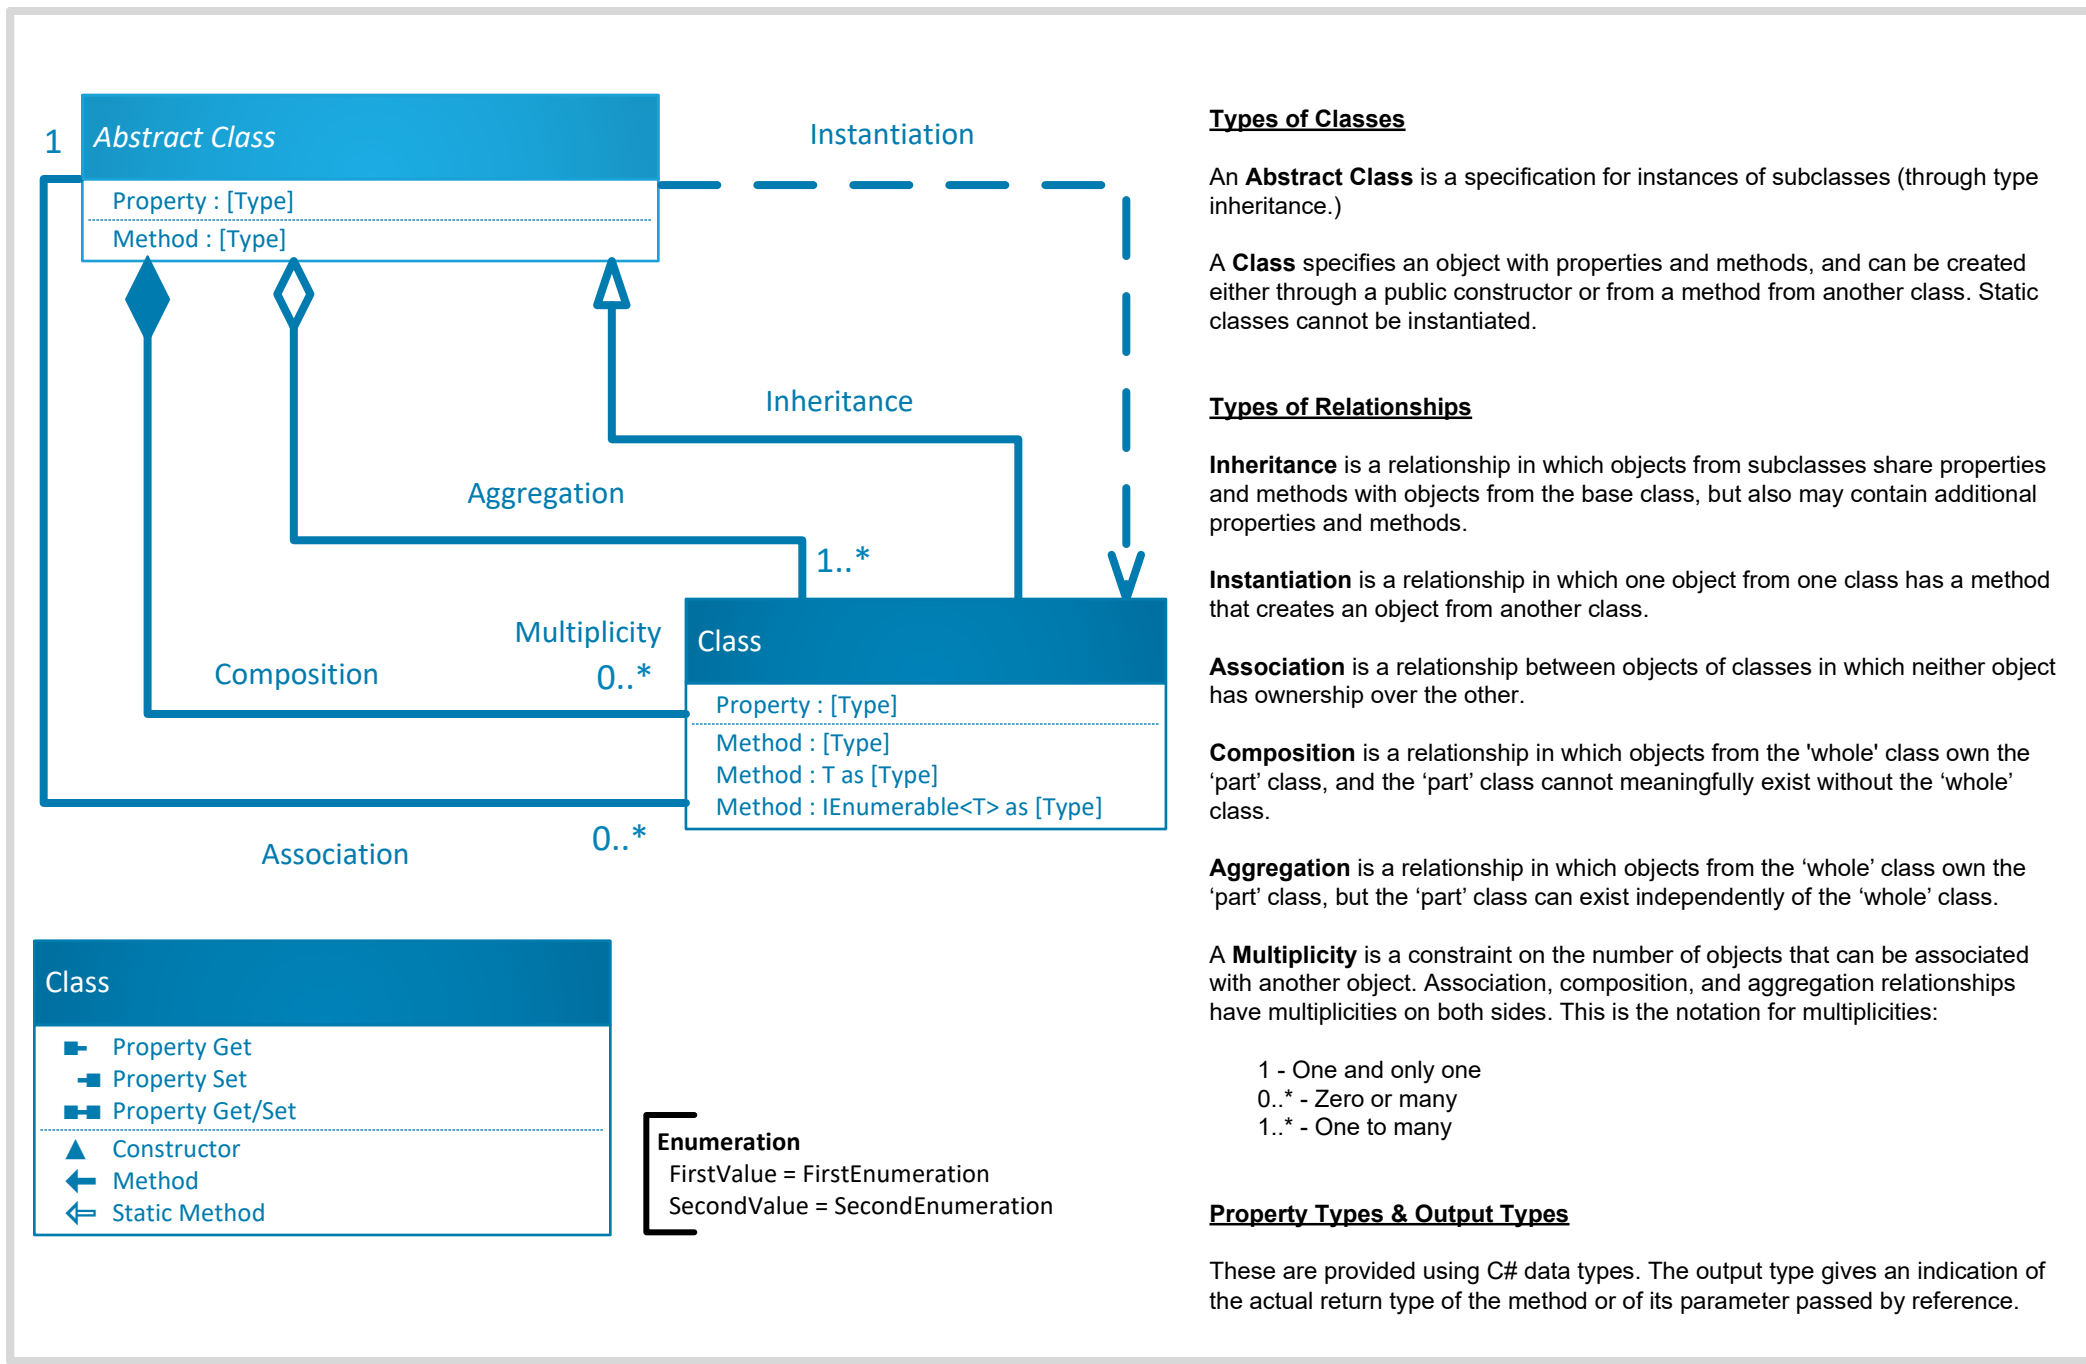 1
Abstract Class
Property : [Type]
Method : [Type]
Instantiation
Inheritance
Aggregation
1..*
Multiplicity
0..*
Composition
Class
Property : [Type]
Method : [Type]
Method : T as [Type]
Method : IEnumerable<T> as [Type]
0..*
Association
Class
Property Get
Property Set
Property Get/Set
Constructor
Method
Static Method
Enumeration
FirstValue = FirstEnumeration
SecondValue = SecondEnumeration
Types of Classes
An Abstract Class is a specification for instances of subclasses (through type
inheritance.)
A Class specifies an object with properties and methods, and can be created
either through a public constructor or from a method from another class. Static
classes cannot be instantiated.
Types of Relationships
Inheritance is a relationship in which objects from subclasses share properties
and methods with objects from the base class, but also may contain additional
properties and methods.
Instantiation is a relationship in which one object from one class has a method
that creates an object from another class.
Association is a relationship between objects of classes in which neither object
has ownership over the other.
Composition is a relationship in which objects from the 'whole' class own the
‘part’ class, and the ‘part’ class cannot meaningfully exist without the ‘whole’
class.
Aggregation is a relationship in which objects from the ‘whole’ class own the
‘part’ class, but the ‘part’ class can exist independently of the ‘whole’ class.
A Multiplicity is a constraint on the number of objects that can be associated
with another object. Association, composition, and aggregation relationships
have multiplicities on both sides. This is the notation for multiplicities:
1 - One and only one
0..* - Zero or many
1..* - One to many
Property Types & Output Types
These are provided using C# data types. The output type gives an indication of
the actual return type of the method or of its parameter passed by reference.